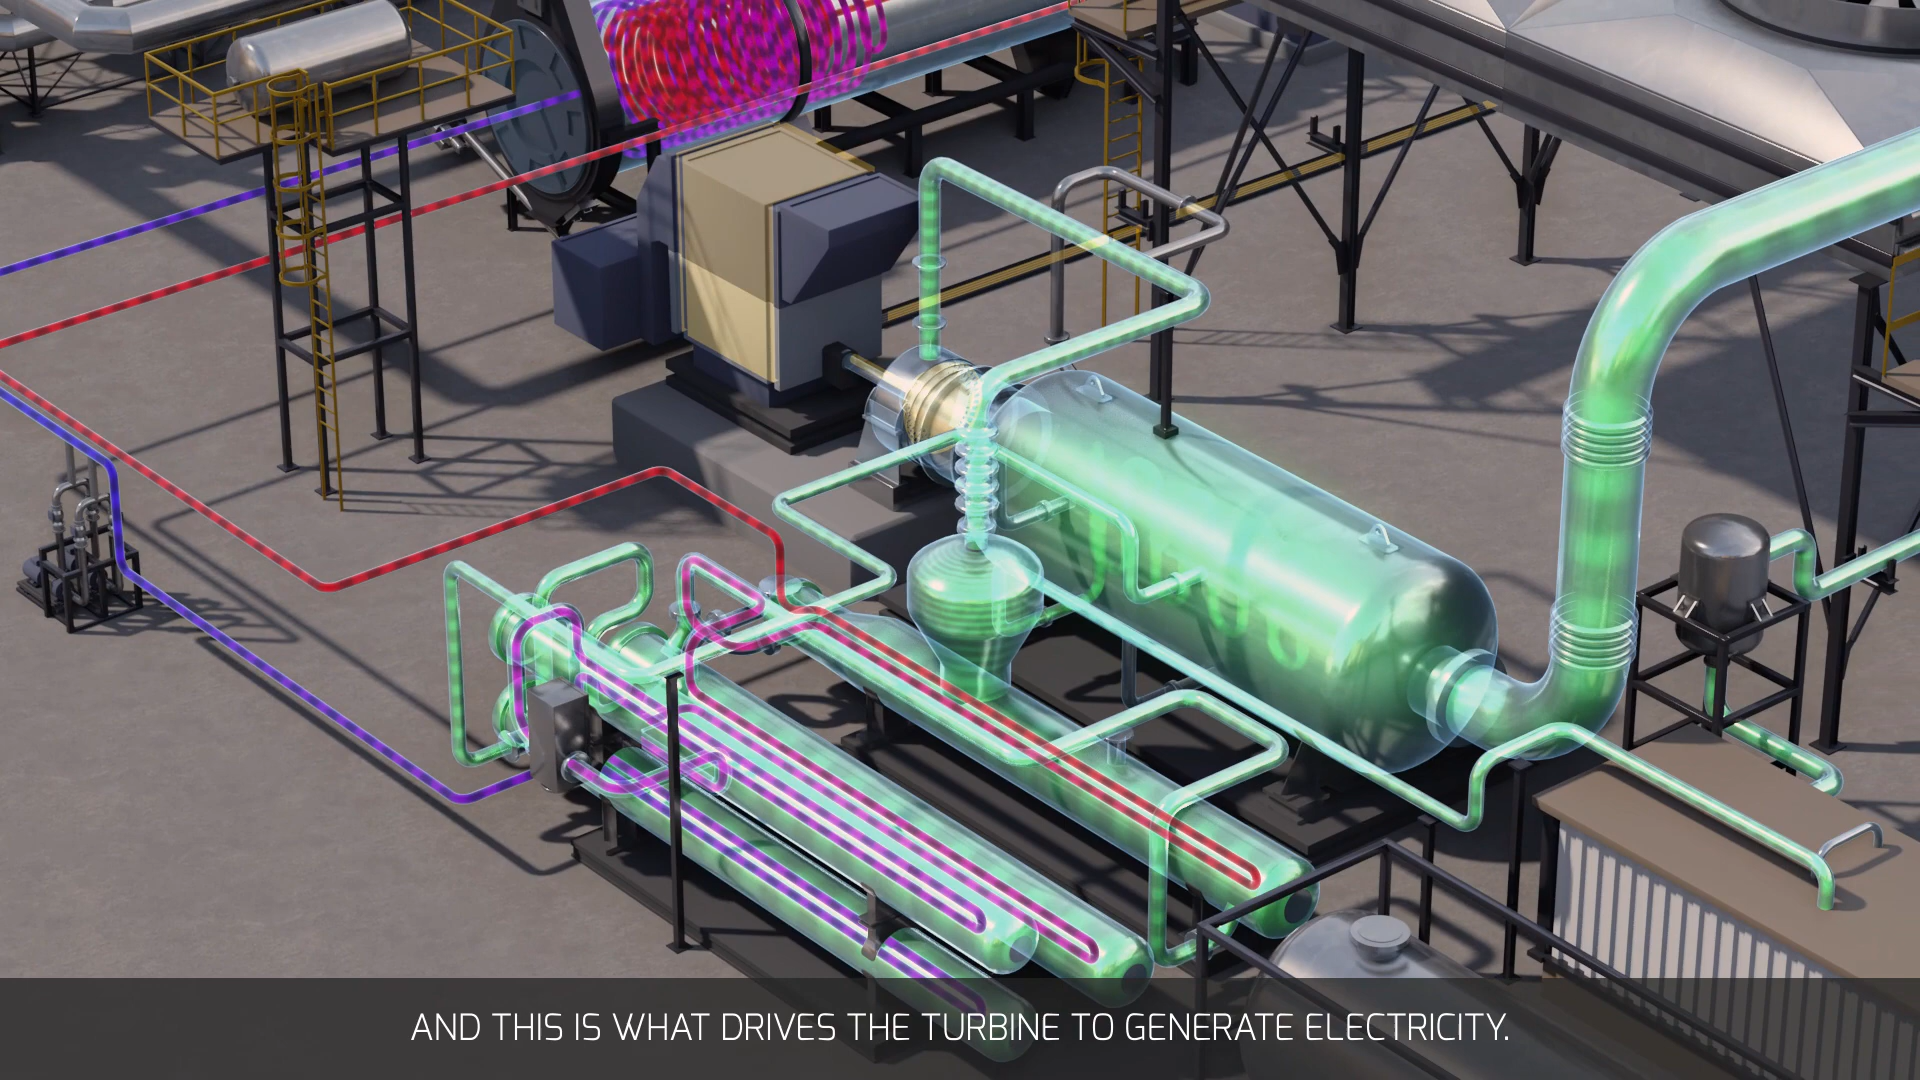 AND THIS IS WHAT DRIVES THE TURBINE TO GENERATE ELECTRICITY.